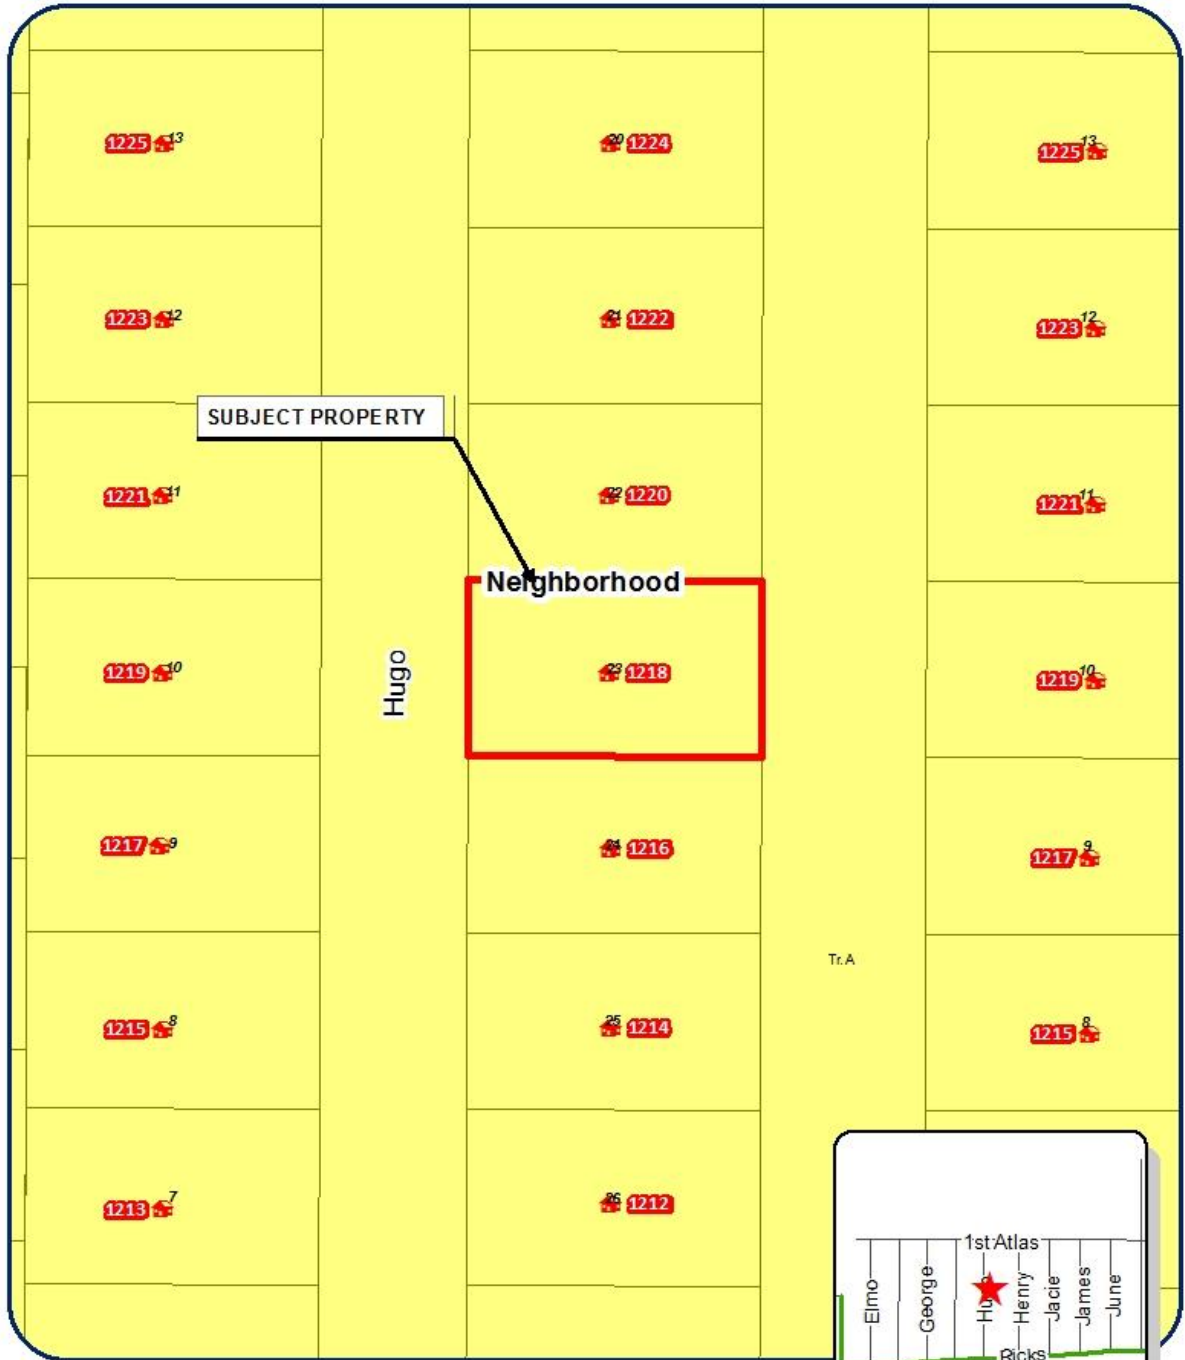 1225 13
20 1224
1225 13
1223 12
21 1222
1223 12
SUBJECT PROPERTY
1221 11
22 1220
1221 11
Neighborhood
1219 10
Hugo
23 1218
1219 10
1217 9
24 1216
1217 9
Tr. A
1215 8
25 1214
1215 8
1213 7
26 1212
1st Atlas
Elmo
George
Hugo
Henry
Jacie
James
June
Ricks